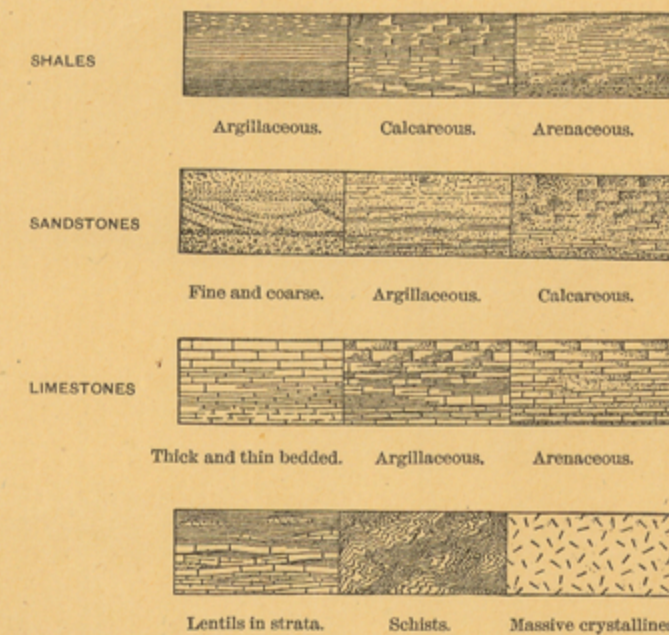 SHALES
Argillaceous. Calcareous. Arenaceous.
SANDSTONES
Fine and coarse. Argillaceous. Calcareous.
LIMESTONES
Thick and thin bedded. Argillaceous. Arenaceous.
Lentils in strata. Schists. Massive crystalline